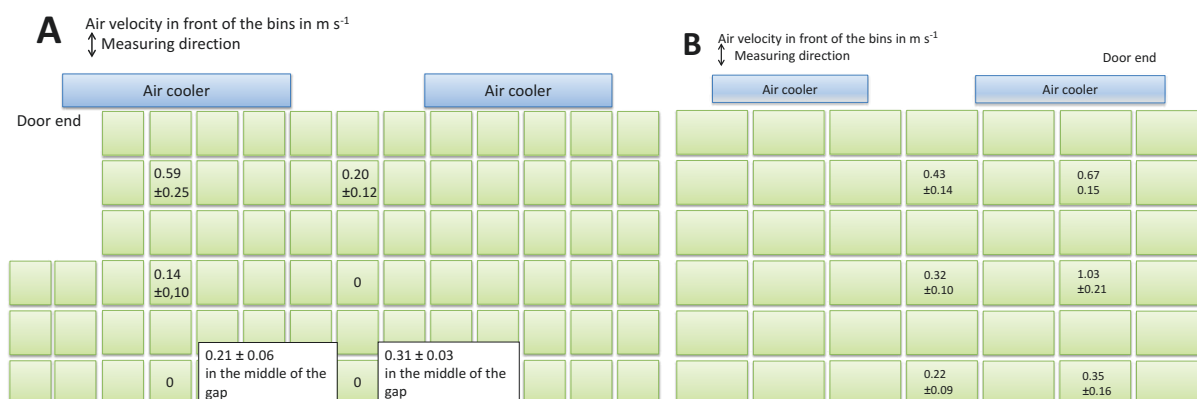 A
Air velocity in front of the bins in m s⁻¹
Measuring direction
Air cooler
Air cooler
Door end
0.59
±0.25
0.20
±0.12
0.14
±0,10
0
0
0.21 ± 0.06
in the middle of the
gap
0
0.31 ± 0.03
in the middle of the
gap
B
Air velocity in front of the bins in m s⁻¹
Measuring direction
Door end
Air cooler
Air cooler
0.43
±0.14
0.67
0.15
0.32
±0.10
1.03
±0.21
0.22
±0.09
0.35
±0.16